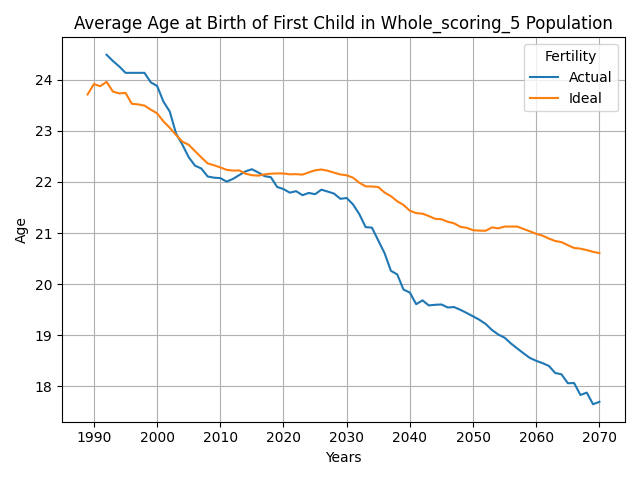 Average Age at Birth of First Child in Whole_scoring_5 Population
Fertility
Actual
Ideal
Age
24
23
22
21
20
19
18
1990 2000 2010 2020 2030 2040 2050 2060 2070
Years